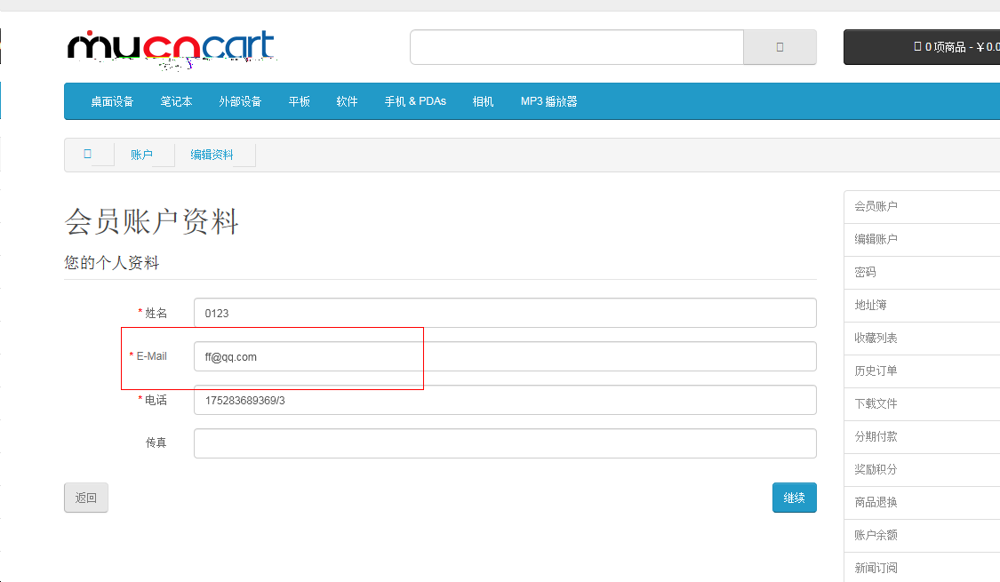 mucncart
0 项商品 - ￥0.0
桌面设备 笔记本 外部设备 平板 软件 手机 & PDAs 相机 MP3 播放器
账户 编辑资料
会员账户资料
您的个人资料
* 姓名 0123
* E-Mail ff@qq.com
* 电话 175283689369/3
传真
返回 继续
会员账户
编辑账户
密码
地址簿
收藏列表
历史订单
下载文件
分期付款
奖励积分
商品退换
账户余额
新闻订阅